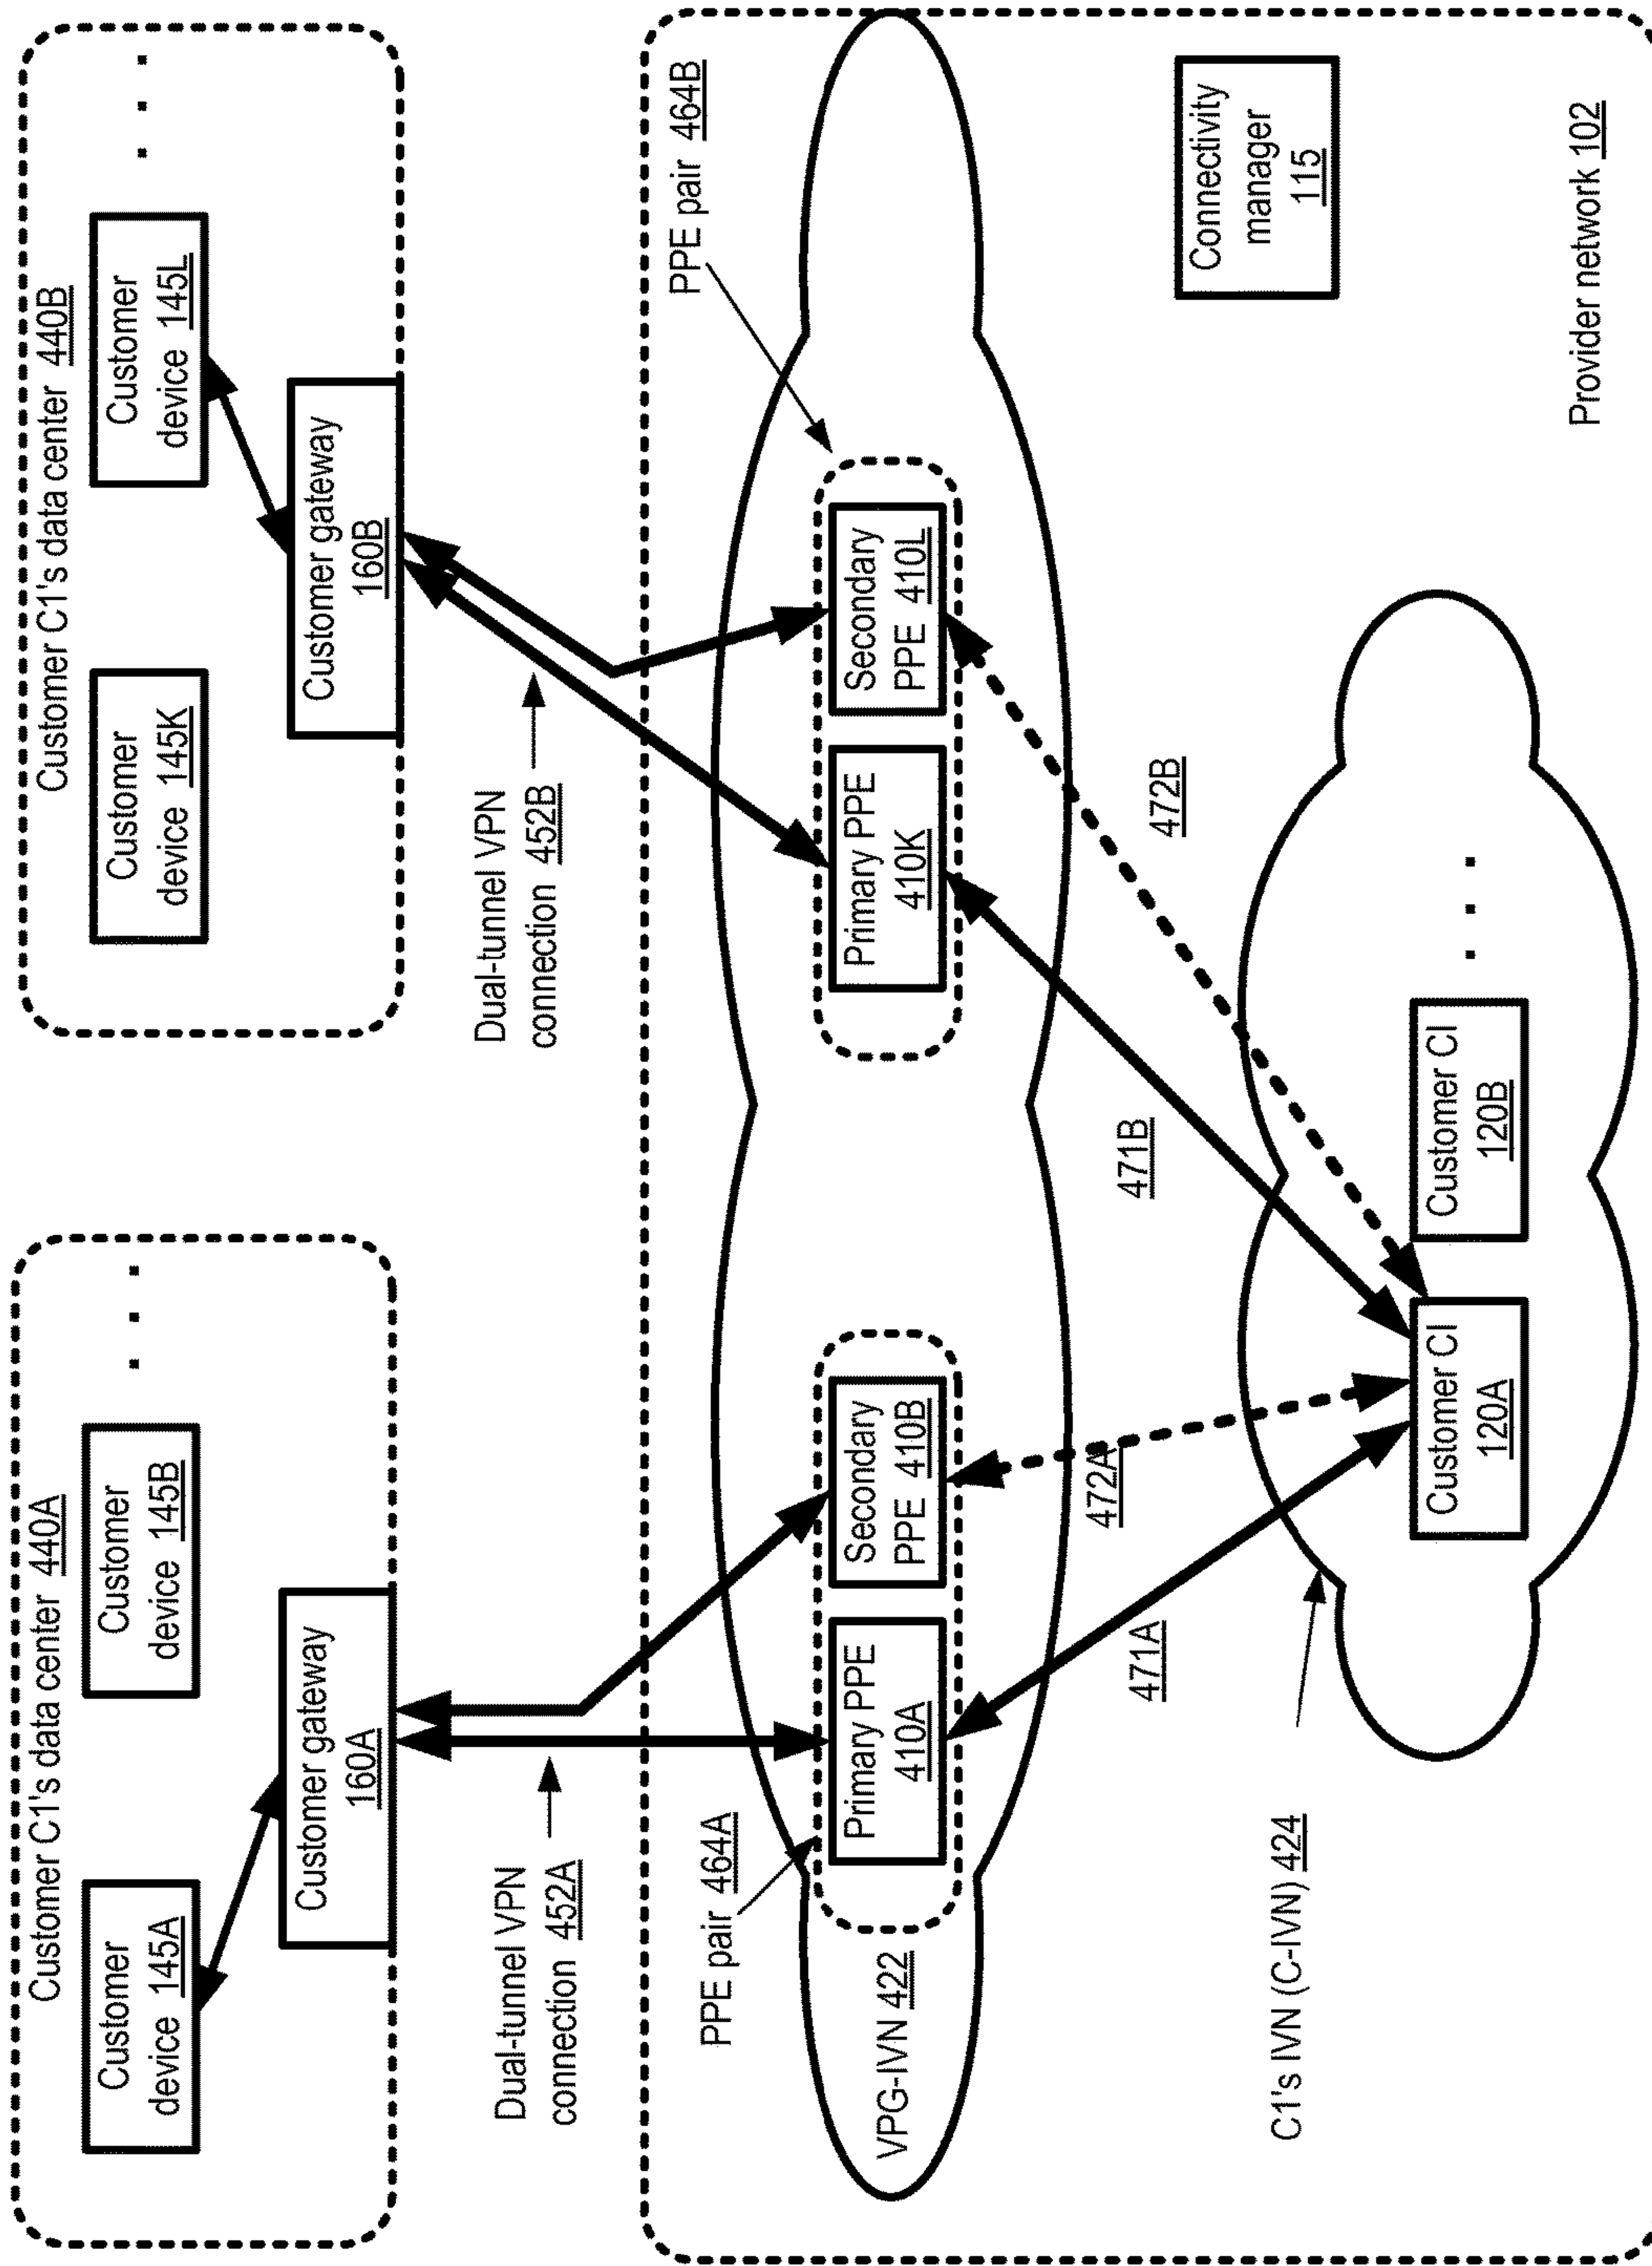 Customer C1's data center 440A
Customer
device 145A
Customer
device 145B
. . .
Customer gateway
160A
Customer C1's data center 440B
Customer
device 145K
Customer
device 145L
. . .
Customer gateway
160B
Dual-tunnel VPN
connection 452A
Dual-tunnel VPN
connection 452B
PPE pair 464A
PPE pair 464B
VPG-IVN 422
Primary PPE
410A
Secondary
PPE 410B
Primary PPE
410K
Secondary
PPE 410L
471A
472A
471B
472B
C1's IVN (C-IVN) 424
Customer CI
120A
Customer CI
120B
. . .
Connectivity
manager
115
Provider network 102